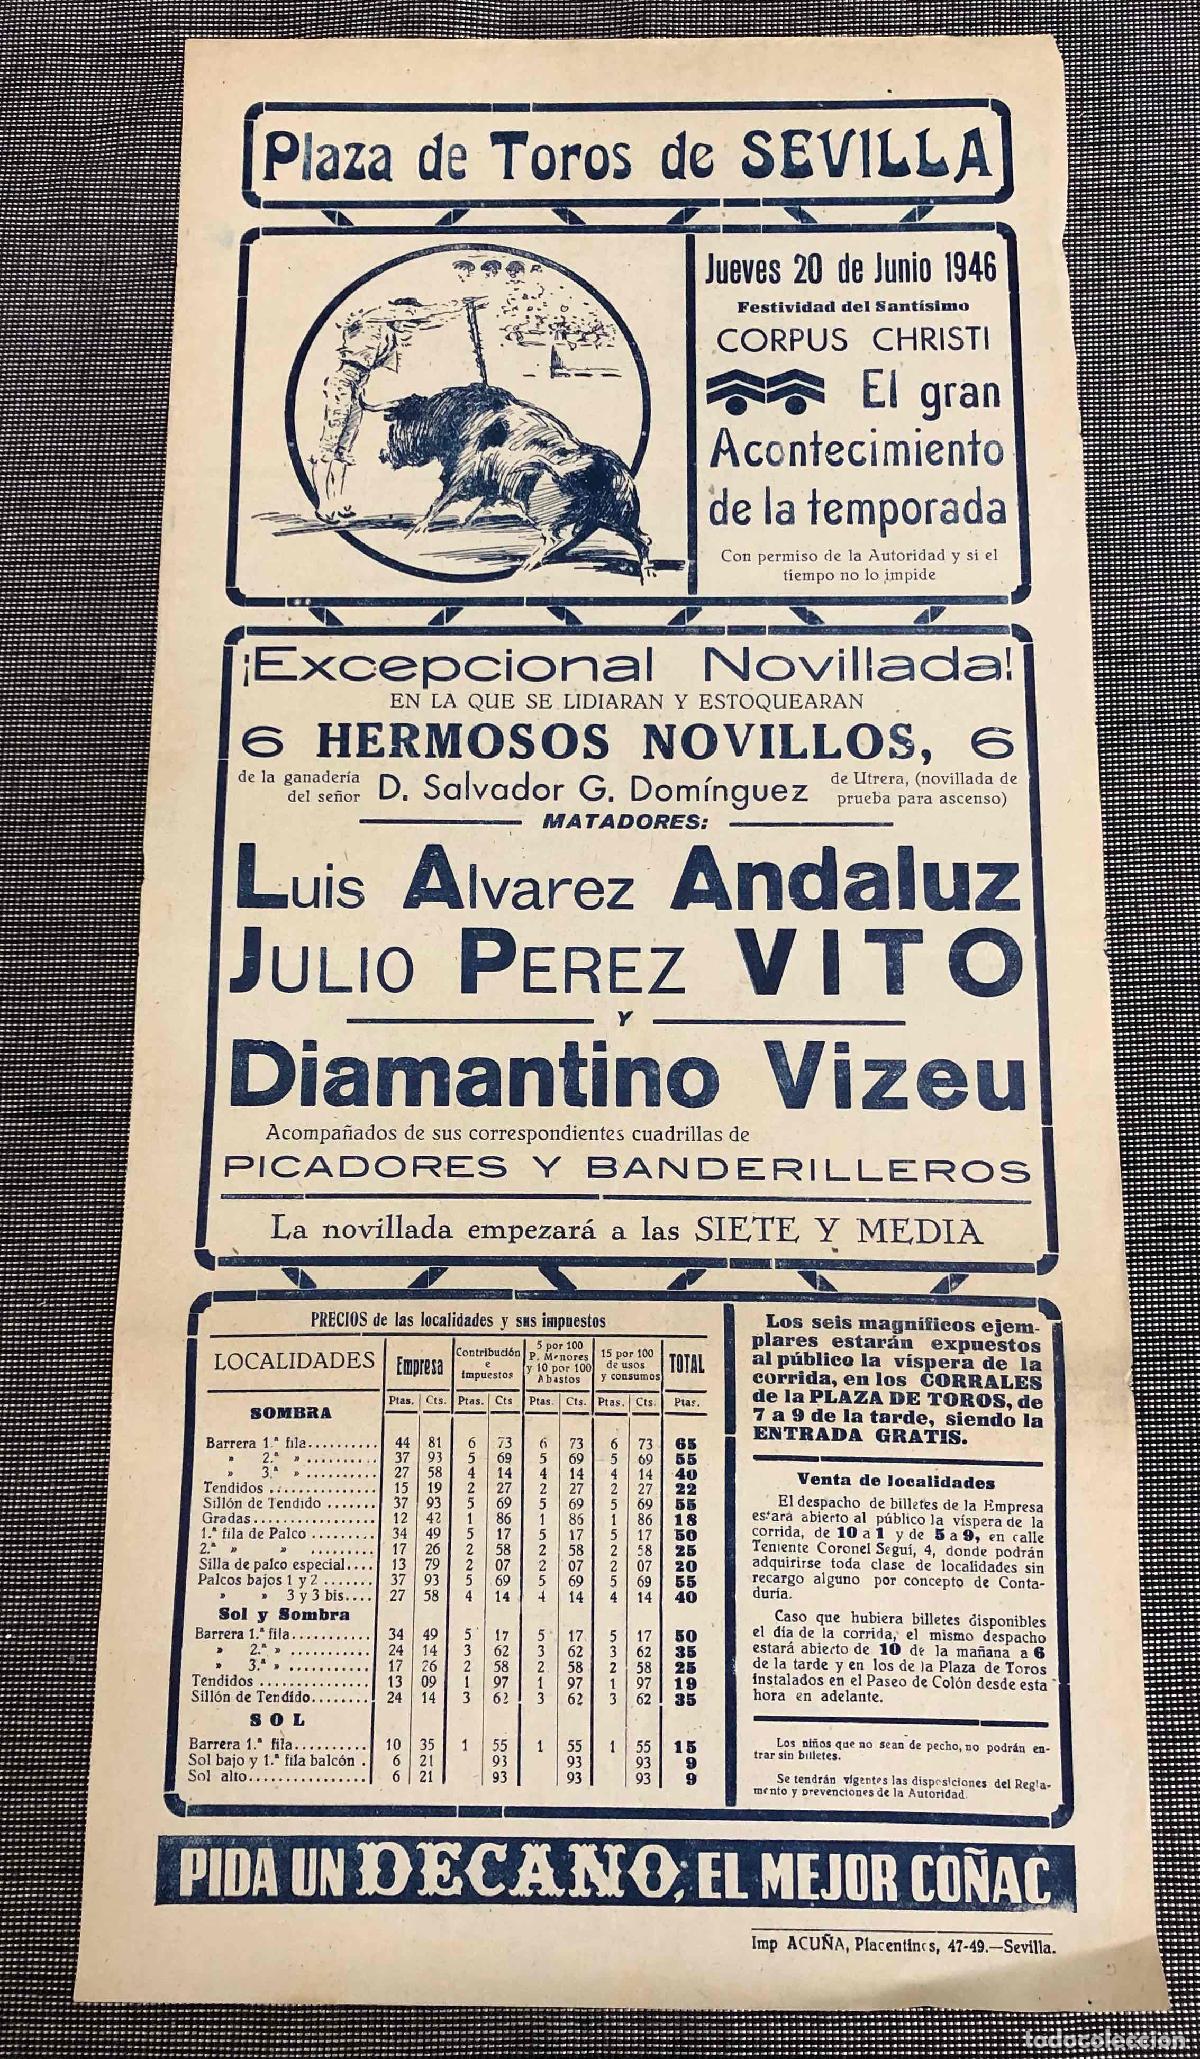 Plaza de Toros de SEVILLA
Jueves 20 de Junio 1946
Festividad del Santísimo
CORPUS CHRISTI
El gran
Acontecimiento
de la temporada
Con permiso de la Autoridad y si el
tiempo no lo impide
¡Excepcional Novillada!
EN LA QUE SE LIDIARAN Y ESTOQUEARAN
6 HERMOSOS NOVILLOS, 6
de la ganadería
del señor D. Salvador G. Domínguez de Utrera, (novillada de
prueba para ascenso)
MATADORES:
Luis Alvarez Andaluz
JULIO PEREZ VITO
Y
Diamantino Vizeu
Acompañados de sus correspondientes cuadrillas de
PICADORES Y BANDERILLEROS
La novillada empezará a las SIETE Y MEDIA
PRECIOS de las localidades y sus impuestos
LOCALIDADES Empresa Contribución e Impuestos 5 por 100 P. Menores y 10 por 100 Abastos 15 por 100 de usos y consumos TOTAL
Ptas. Cts. Ptas. Cts Ptas. Cts. Ptas. Cts. Ptas.
SOMBRA
Barrera 1.ª fila.......... 44 81 6 73 6 73 6 73 65
» 2.ª » .......... 37 93 5 69 5 69 5 69 55
» 3.ª » .......... 27 58 4 14 4 14 4 14 40
Tendidos .............. 15 19 2 27 2 27 2 27 22
Sillón de Tendido ....... 37 93 5 69 5 69 5 69 55
Gradas................ 12 42 1 86 1 86 1 86 18
1.ª fila de Palco ......... 34 49 5 17 5 17 5 17 50
2.ª » » ......... 17 26 2 58 2 58 2 58 25
Silla de palco especial.... 13 79 2 07 2 07 2 07 20
Palcos bajos 1 y 2 ....... 37 93 5 69 5 69 5 69 55
» » 3 y 3 bis.... 27 58 4 14 4 14 4 14 40
Sol y Sombra
Barrera 1.ª fila........... 34 49 5 17 5 17 5 17 50
» 2.ª » ........... 24 14 3 62 3 62 3 62 35
» 3.ª » ........... 17 26 2 58 2 58 2 58 25
Tendidos ............... 13 09 1 97 1 97 1 97 19
Sillón de Tendido........ 24 14 3 62 3 62 3 62 35
SOL
Barrera 1.ª fila.......... 10 35 1 55 1 55 1 55 15
Sol bajo y 1.ª fila balcón . 6 21 93 93 93 9
Sol alto................ 6 21 93 93 93 9
Los seis magníficos ejem-
plares estarán expuestos
al público la víspera de la
corrida, en los CORRALES
de la PLAZA DE TOROS, de
7 a 9 de la tarde, siendo la
ENTRADA GRATIS.
Venta de localidades
El despacho de billetes de la Empresa
estará abierto al público la víspera de la
corrida, de 10 a 1 y de 5 a 9, en calle
Teniente Coronel Seguí, 4, donde podrán
adquirirse toda clase de localidades sin
recargo alguno por concepto de Conta-
duría.
Caso que hubiera billetes disponibles
el día de la corrida, el mismo despacho
estará abierto de 10 de la mañana a 6
de la tarde y en los de la Plaza de Toros
instalados en el Paseo de Colón desde esta
hora en adelante.
Los niños que no sean de pecho, no podrán en-
trar sin billetes.
Se tendrán vigentes las disposiciones del Regla-
mento y prevenciones de la Autoridad.
PIDA UN DECANO, EL MEJOR COÑAC
Imp ACUÑA, Placentines, 47-49.—Sevilla.
todocoleccion